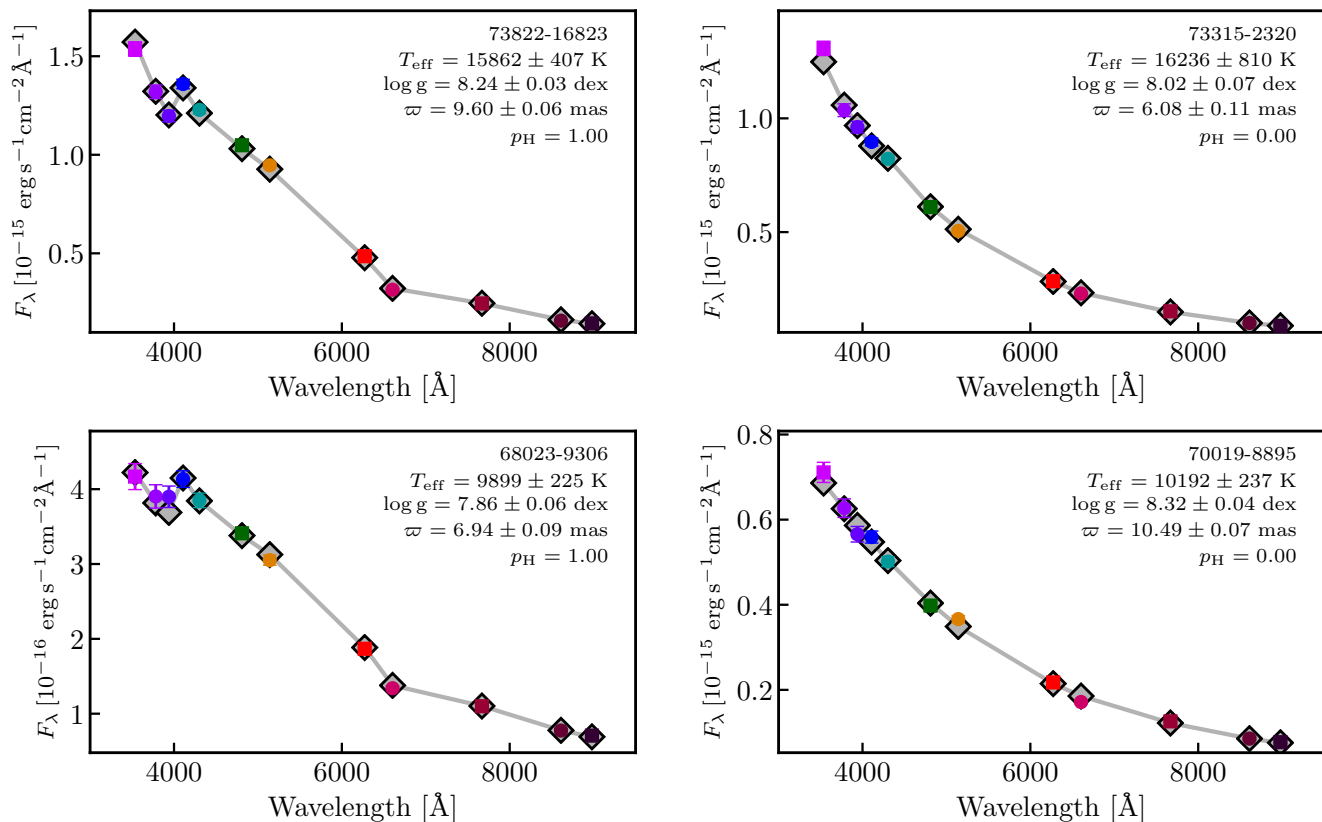 73822-16823
T_eff = 15862 ± 407 K
log g = 8.24 ± 0.03 dex
ϖ = 9.60 ± 0.06 mas
p_H = 1.00
F_λ [10⁻¹⁵ erg s⁻¹ cm⁻² Å⁻¹]
1.5
1.0
0.5
4000 6000 8000
Wavelength [Å]
73315-2320
T_eff = 16236 ± 810 K
log g = 8.02 ± 0.07 dex
ϖ = 6.08 ± 0.11 mas
p_H = 0.00
F_λ [10⁻¹⁵ erg s⁻¹ cm⁻² Å⁻¹]
1.0
0.5
4000 6000 8000
Wavelength [Å]
68023-9306
T_eff = 9899 ± 225 K
log g = 7.86 ± 0.06 dex
ϖ = 6.94 ± 0.09 mas
p_H = 1.00
F_λ [10⁻¹⁶ erg s⁻¹ cm⁻² Å⁻¹]
4
3
2
1
4000 6000 8000
Wavelength [Å]
70019-8895
T_eff = 10192 ± 237 K
log g = 8.32 ± 0.04 dex
ϖ = 10.49 ± 0.07 mas
p_H = 0.00
F_λ [10⁻¹⁵ erg s⁻¹ cm⁻² Å⁻¹]
0.8
0.6
0.4
0.2
4000 6000 8000
Wavelength [Å]